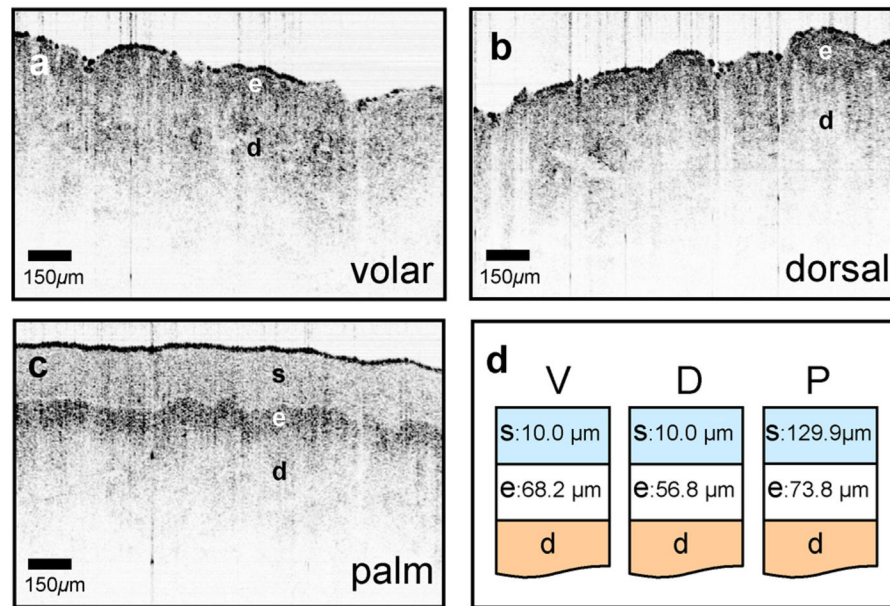 a
e
d
150µm
volar
b
e
d
150µm
dorsal
c
s
e
d
150µm
palm
d
V D P
s:10.0 µm s:10.0 µm s:129.9µm
e:68.2 µm e:56.8 µm e:73.8 µm
d d d